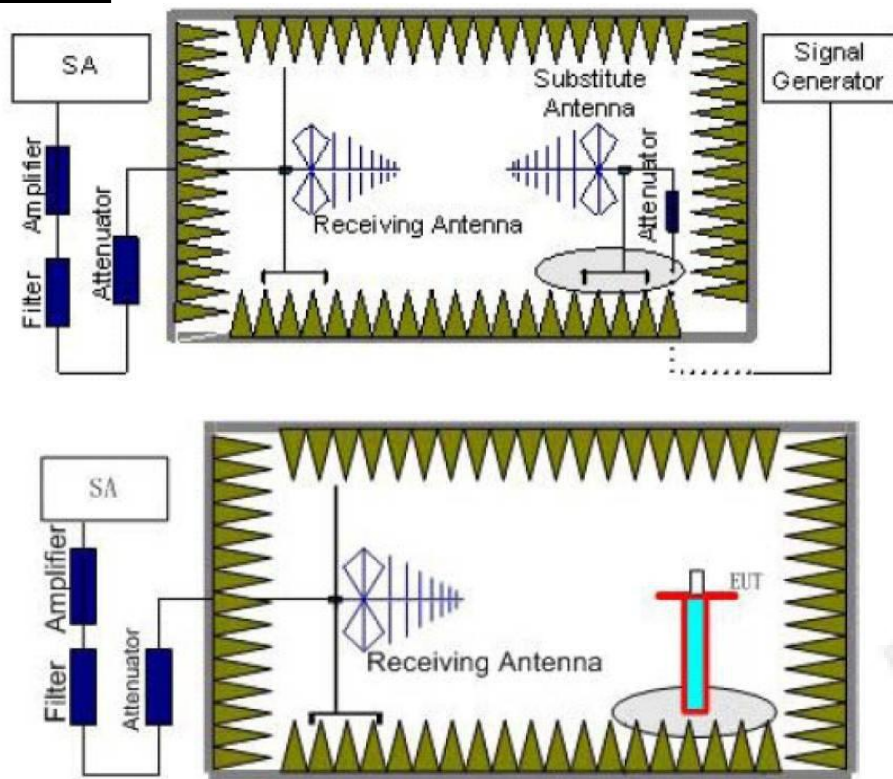 SA
Signal
Generator
Substitute
Antenna
Amplifier
Attenuator
Filter
Receiving Antenna
Attenuator
SA
Amplifier
Attenuator
Filter
Receiving Antenna
EUT